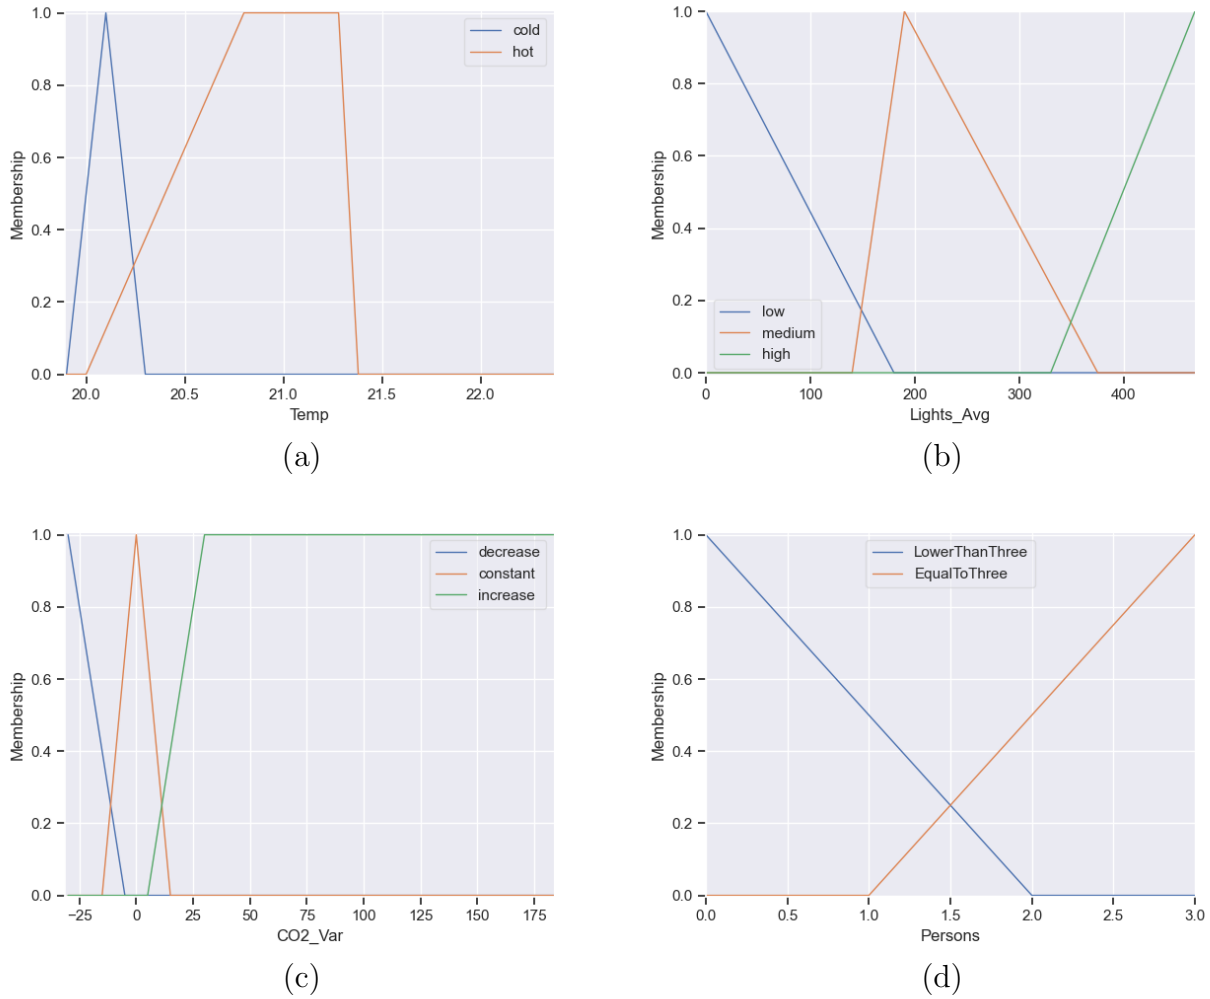 1.0
0.8
0.6
0.4
0.2
0.0
Membership
cold
hot
20.0 20.5 21.0 21.5 22.0
Temp
(a)
1.0
0.8
0.6
0.4
0.2
0.0
Membership
low
medium
high
0 100 200 300 400
Lights_Avg
(b)
1.0
0.8
0.6
0.4
0.2
0.0
Membership
decrease
constant
increase
−25 0 25 50 75 100 125 150 175
CO2_Var
(c)
1.0
0.8
0.6
0.4
0.2
0.0
Membership
LowerThanThree
EqualToThree
0.0 0.5 1.0 1.5 2.0 2.5 3.0
Persons
(d)